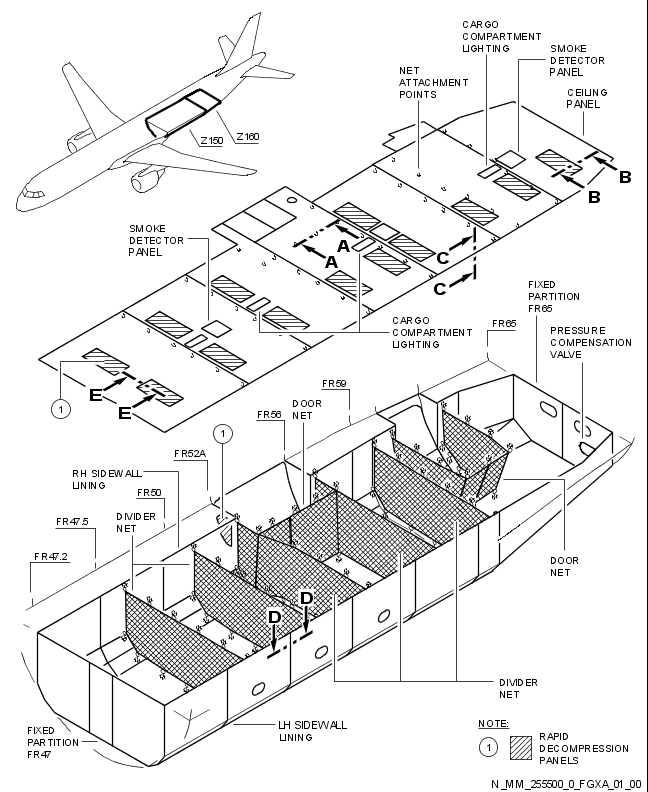 CARGO
COMPARTMENT
LIGHTING
SMOKE
DETECTOR
PANEL
NET
ATTACHMENT
POINTS
CEILING
PANEL
Z150
Z160
B
B
SMOKE
DETECTOR
PANEL
A
A
C
C
FIXED
PARTITION
FR65
CARGO
COMPARTMENT
LIGHTING
FR65
PRESSURE
COMPENSATION
VALVE
E
E
1
FR59
DOOR
NET
FR56
1
FR52A
RH SIDEWALL
LINING
FR50
DIVIDER
NET
FR47.5
FR47.2
DOOR
NET
D
D
DIVIDER
NET
LH SIDEWALL
LINING
FIXED
PARTITION
FR47
NOTE:
1
RAPID
DECOMPRESSION
PANELS
N_MM_255500_0_FGXA_01_00